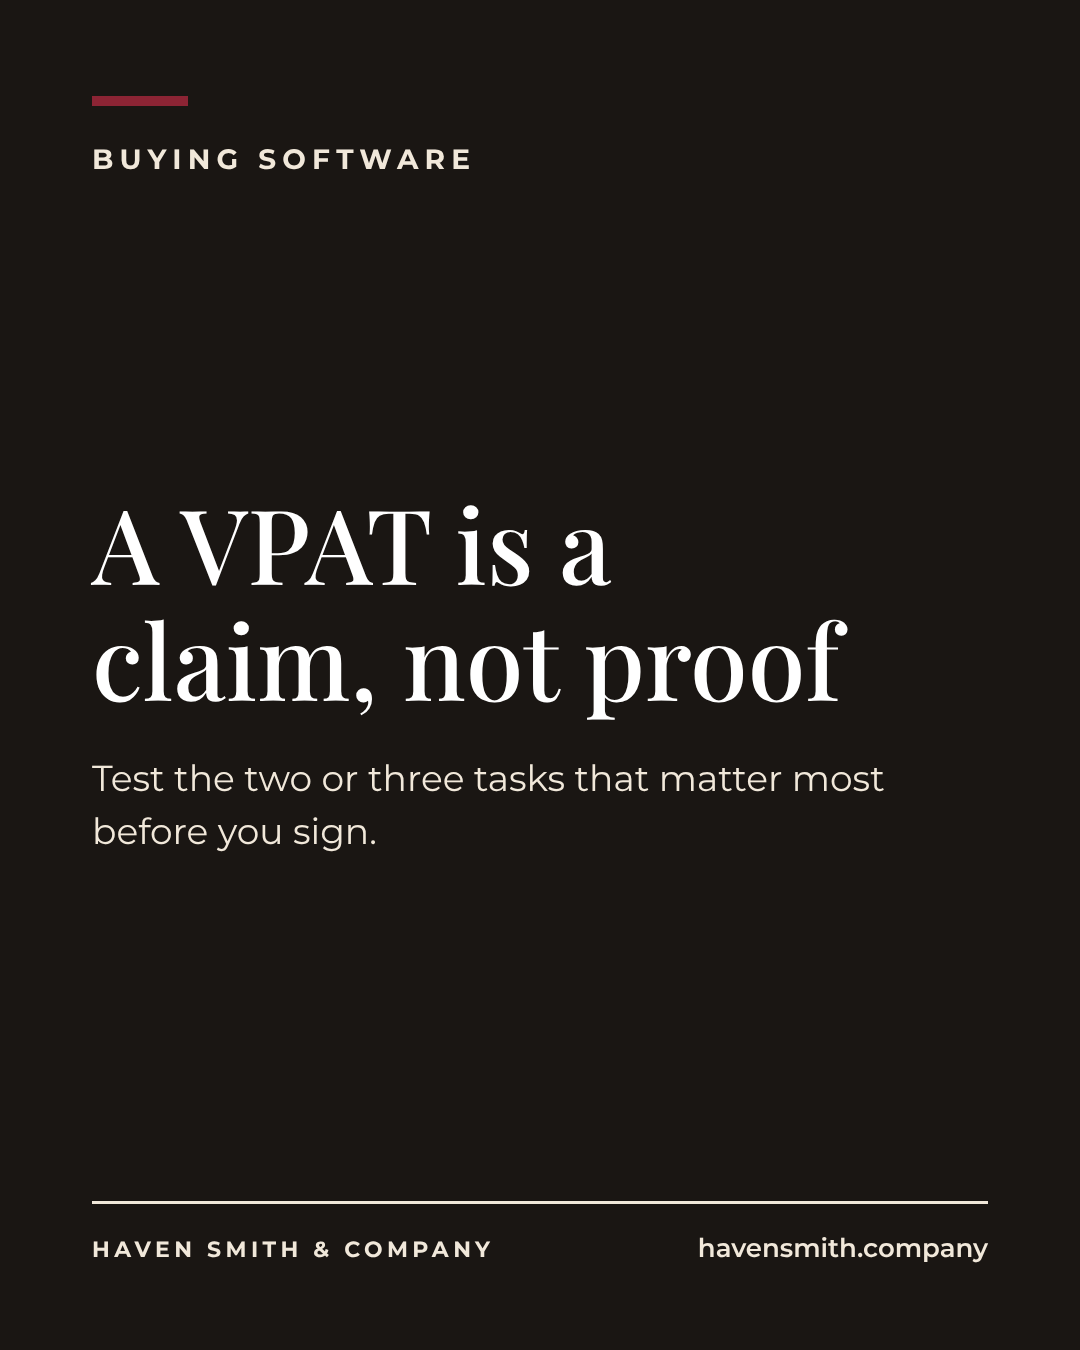 BUYING SOFTWARE
A VPAT is a
claim, not proof
Test the two or three tasks that matter most
before you sign.
HAVEN SMITH & COMPANY
havensmith.company